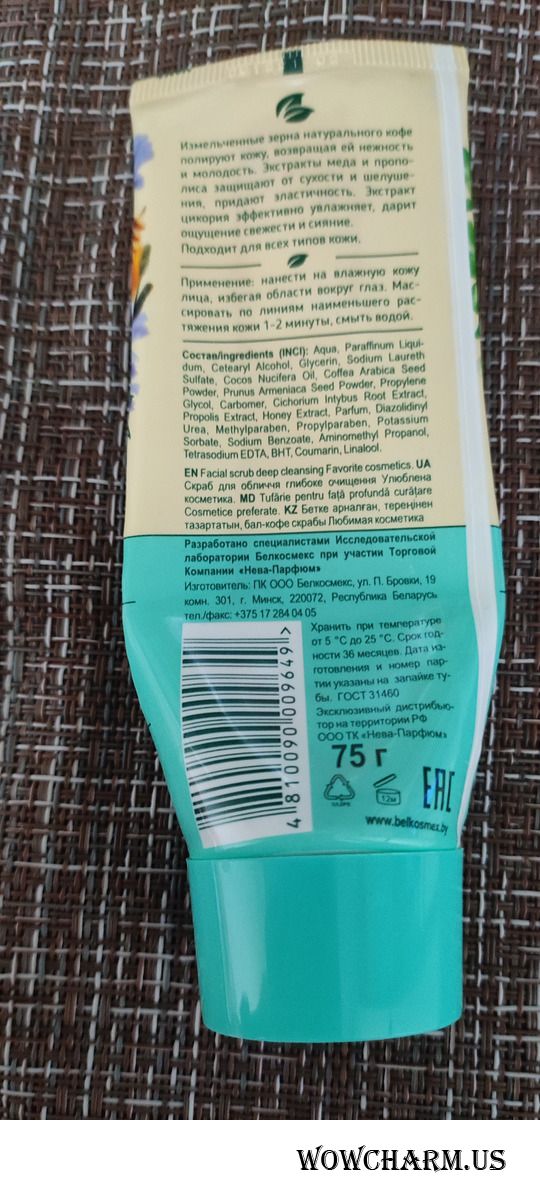 Измельченные зерна натурального кофе
полируют кожу, возвращая ей нежность
и молодость. Экстракты меда и пропо-
лиса защищают от сухости и шелуше-
ния, придают эластичность. Экстракт
цикория эффективно увлажняет, дарит
ощущение свежести и сияние.
Подходит для всех типов кожи.
Применение: нанести на влажную кожу
лица, избегая области вокруг глаз. Мас-
сировать по линиям наименьшего рас-
тяжения кожи 1-2 минуты, смыть водой.
Состав/Ingredients (INCI): Aqua, Paraffinum Liqui-
dum, Cetearyl Alcohol, Glycerin, Sodium Laureth
Sulfate, Cocos Nucifera Oil, Coffea Arabica Seed
Powder, Prunus Armeniaca Seed Powder, Propylene
Glycol, Carbomer, Cichorium Intybus Root Extract,
Propolis Extract, Honey Extract, Parfum, Diazolidinyl
Urea, Methylparaben, Propylparaben, Potassium
Sorbate, Sodium Benzoate, Aminomethyl Propanol,
Tetrasodium EDTA, BHT, Coumarin, Linalool.
EN Facial scrub deep cleansing Favorite cosmetics. UA
Скраб для обличчя глибоке очищення Улюблена
косметика. MD Tufărie pentru față profundă curățare
Cosmetice preferate. KZ Бетке арналған, тереңінен
тазартатын, бал-кофе скрабы Любимая косметика
Разработано специалистами Исследовательской
лаборатории Белкосмекс при участии Торговой
Компании «Нева-Парфюм»
Изготовитель: ПК ООО Белкосмекс, ул. П. Бровки, 19
комн. 301, г. Минск, 220072, Республика Беларусь
тел./факс: +375 17 284 04 05
Хранить при температуре
от 5 °C до 25 °C. Срок год-
ности 36 месяцев. Дата из-
готовления и номер пар-
тии указаны на запайке ту-
бы. ГОСТ 31460
Эксклюзивный дистрибью-
тор на территории РФ
ООО ТК «Нева-Парфюм»
4 810090 009649 >
75 г
12м
EAC
www.belkosmex.by
WOWCHARM.US